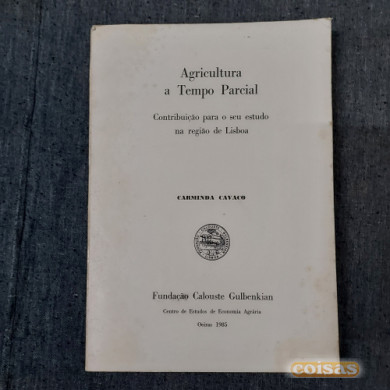 Agricultura
a Tempo Parcial
Contribuição para o seu estudo
na região de Lisboa
CARMINDA CAVACO
Fundação Calouste Gulbenkian
Centro de Estudos de Economia Agrária
Oeiras 1985
coisas